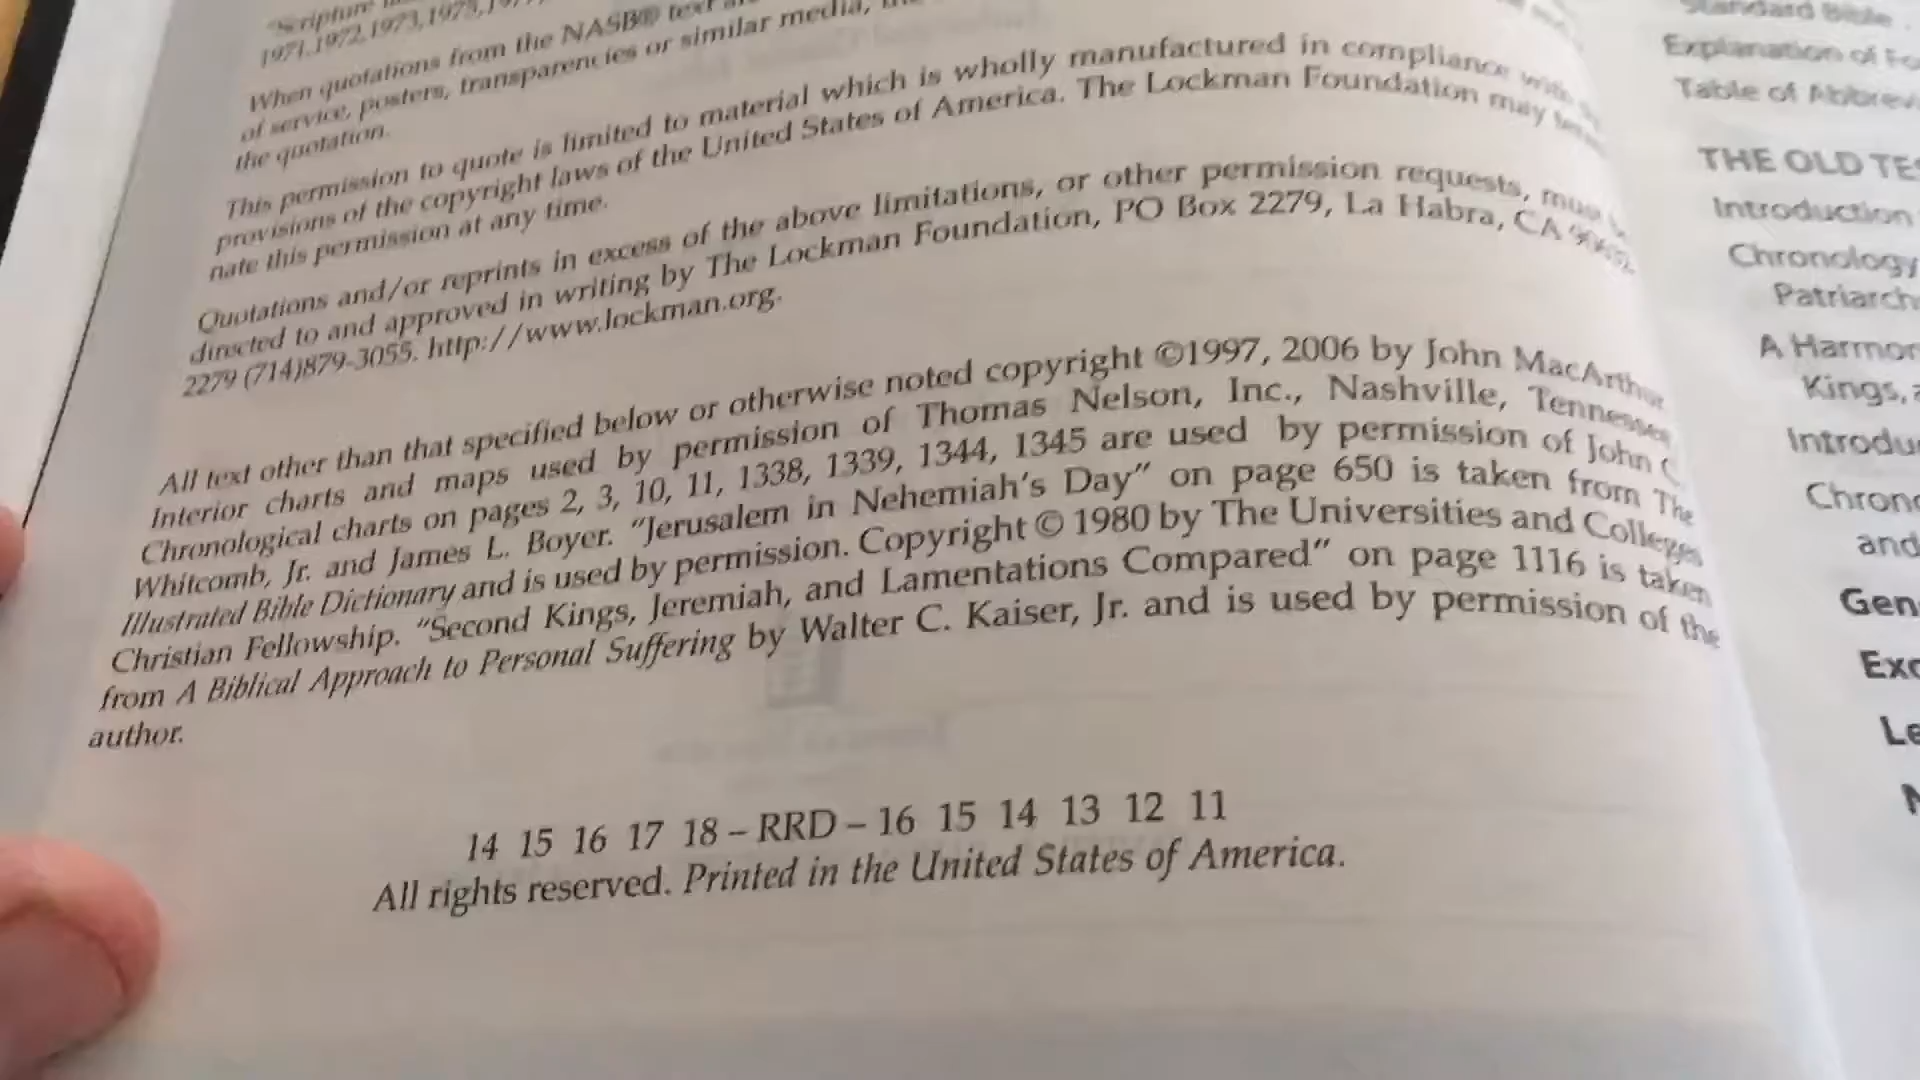 "Scripture
1971, 1972, 1973, 1975,
When quotations from the NASB® text
of service, posters, transparencies or similar media,
the quotation.
This permission to quote is limited to material which is wholly manufactured in compliance with
provisions of the copyright laws of the United States of America. The Lockman Foundation may
nate this permission at any time.
Quotations and/or reprints in excess of the above limitations, or other permission requests,
directed to and approved in writing by The Lockman Foundation, PO Box 2279, La Habra, CA
2279 (714)879-3055. http://www.lockman.org.
All text other than that specified below or otherwise noted copyright ©1997, 2006 by John MacArthur
Interior charts and maps used by permission of Thomas Nelson, Inc., Nashville, Tennessee
Chronological charts on pages 2, 3, 10, 11, 1338, 1339, 1344, 1345 are used by permission of John C.
Whitcomb, Jr. and James L. Boyer. "Jerusalem in Nehemiah's Day" on page 650 is taken from The
Illustrated Bible Dictionary and is used by permission. Copyright © 1980 by The Universities and Colleges
Christian Fellowship. "Second Kings, Jeremiah, and Lamentations Compared" on page 1116 is taken
from A Biblical Approach to Personal Suffering by Walter C. Kaiser, Jr. and is used by permission of the
author.
14 15 16 17 18 – RRD – 16 15 14 13 12 11
All rights reserved. Printed in the United States of America.
Standard Bible
Explanation of
Table of Abbrev
THE OLD TES
Introduction
Chronology
Patriarch
A Harmon
Kings, a
Introdu
Chrono
and
Gen
Exo
Le